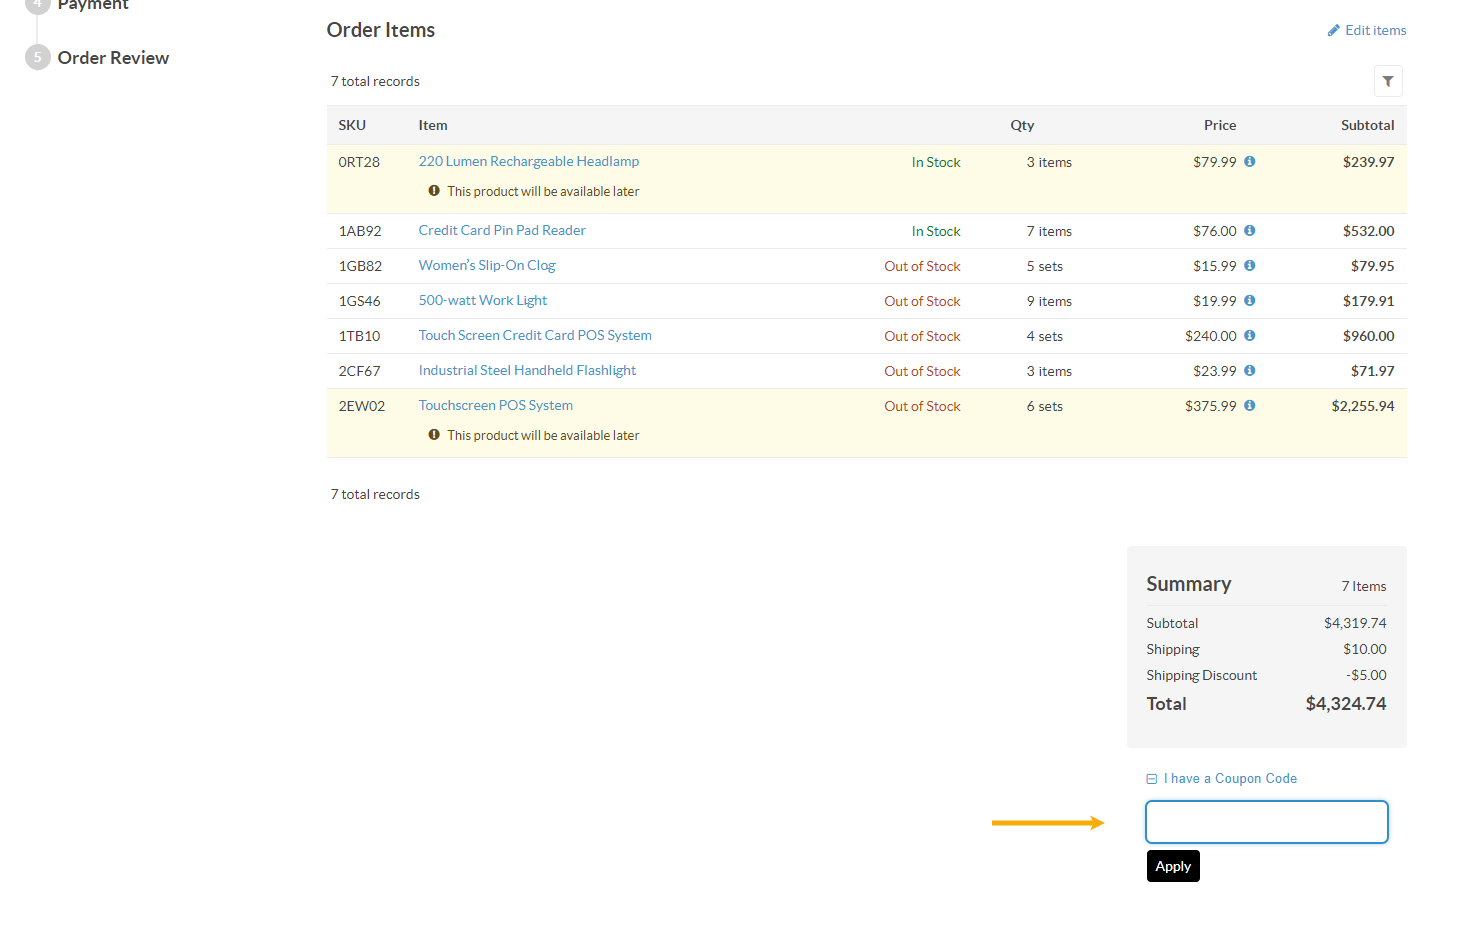 4 Payment
5 Order Review
Order Items
Edit items
7 total records
SKU Item Qty Price Subtotal
0RT28 220 Lumen Rechargeable Headlamp In Stock 3 items $79.99 $239.97
This product will be available later
1AB92 Credit Card Pin Pad Reader In Stock 7 items $76.00 $532.00
1GB82 Women’s Slip-On Clog Out of Stock 5 sets $15.99 $79.95
1GS46 500-watt Work Light Out of Stock 9 items $19.99 $179.91
1TB10 Touch Screen Credit Card POS System Out of Stock 4 sets $240.00 $960.00
2CF67 Industrial Steel Handheld Flashlight Out of Stock 3 items $23.99 $71.97
2EW02 Touchscreen POS System Out of Stock 6 sets $375.99 $2,255.94
This product will be available later
7 total records
Summary 7 Items
Subtotal $4,319.74
Shipping $10.00
Shipping Discount -$5.00
Total $4,324.74
I have a Coupon Code
Apply